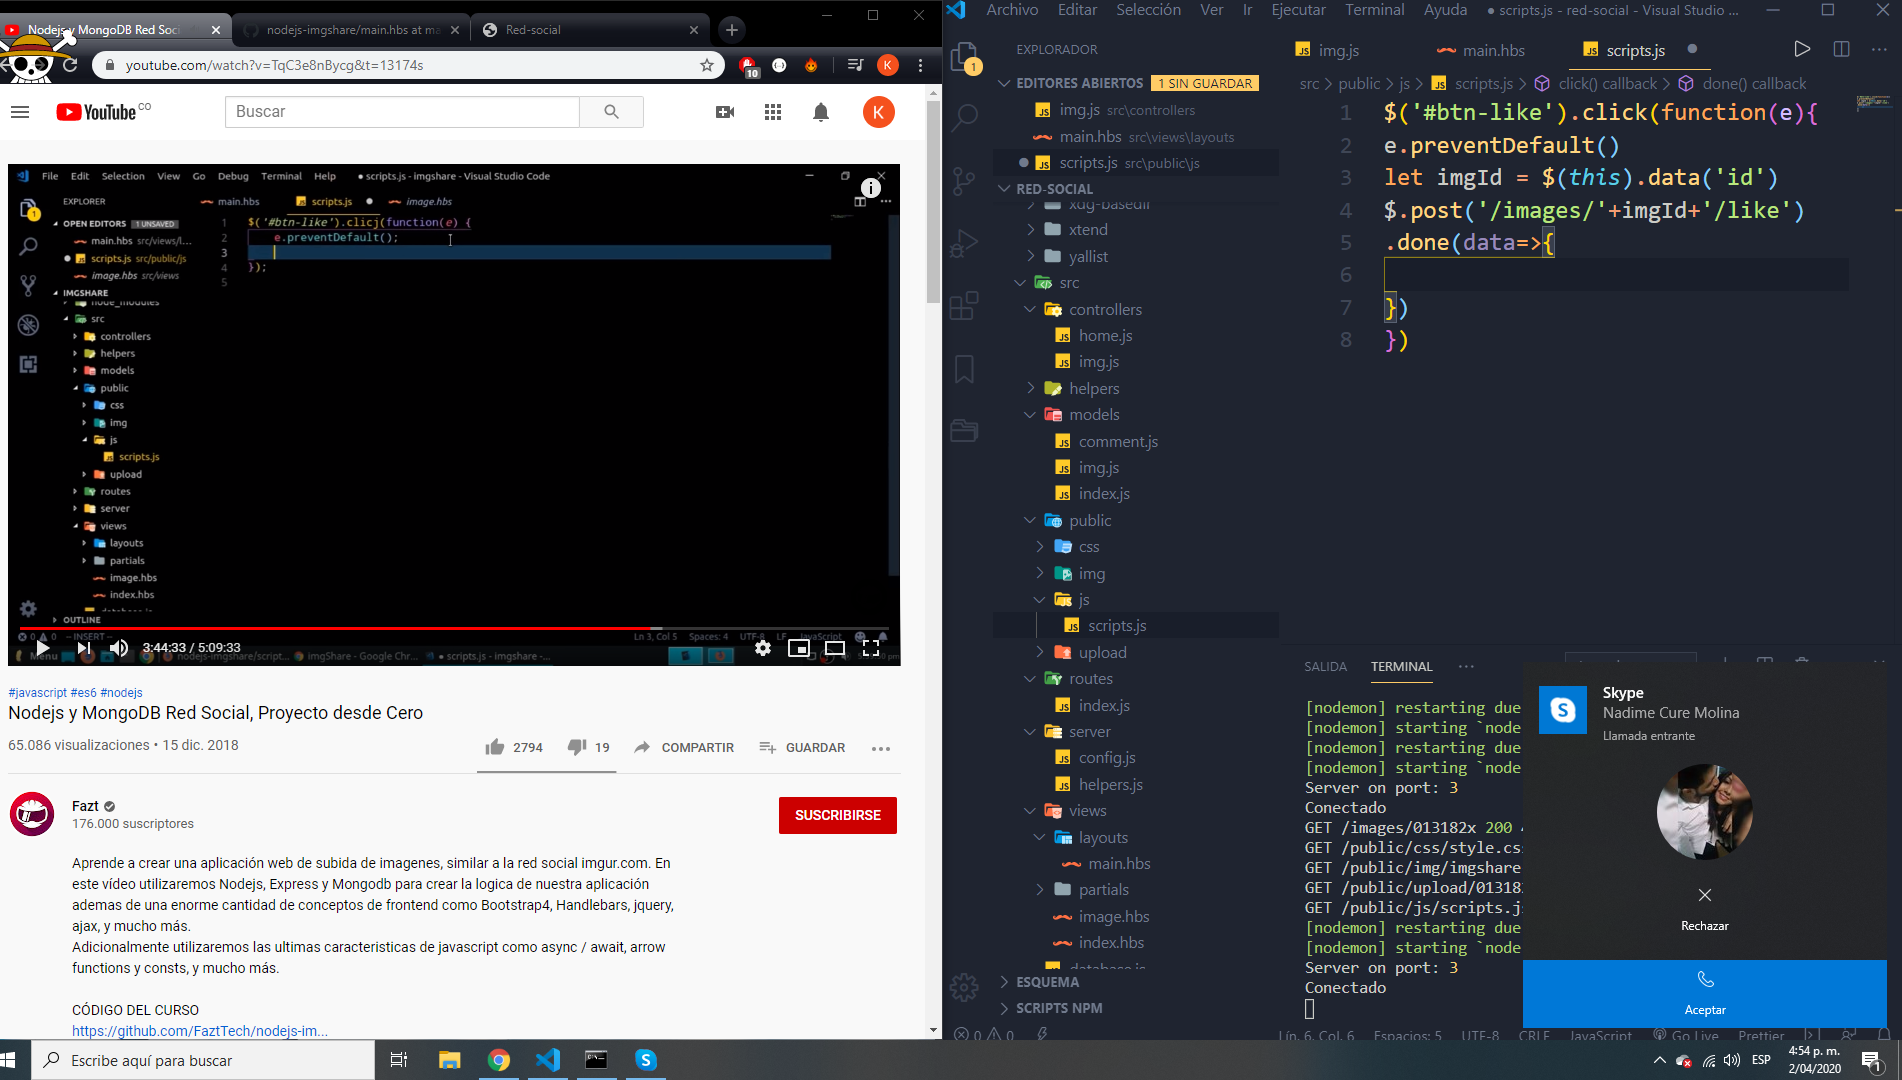 Nodejs y MongoDB Red Soci
nodejs-imgshare/main.hbs at ma
Red-social
youtube.com/watch?v=TqC3e8nBycg&t=13174s
10
K
YouTube CO
Buscar
K
File Edit Selection View Go Debug Terminal Help
scripts.js - imgshare - Visual Studio Code
EXPLORER
main.hbs
scripts.js
image.hbs
OPEN EDITORS 1 UNSAVED
main.hbs src/views/l...
scripts.js src/public/js
image.hbs src/views
IMGSHARE
node_modules
src
controllers
helpers
models
public
css
img
js
scripts.js
upload
routes
server
views
layouts
partials
image.hbs
index.hbs
OUTLINE
1 $('#btn-like').clicj(function(e) {
2 e.preventDefault();
3
4 });
5
0 0 -- INSERT --
Ln 3, Col 5 Spaces: 4 UTF-8 LF JavaScript
3:44:33 / 5:09:33
Menu
nodejs-imgshare/script...
imgShare - Google Chr...
scripts.js - imgshare -...
#javascript #es6 #nodejs
Nodejs y MongoDB Red Social, Proyecto desde Cero
65.086 visualizaciones • 15 dic. 2018
2794
19
COMPARTIR
GUARDAR
Fazt
176.000 suscriptores
SUSCRIBIRSE
Aprende a crear una aplicación web de subida de imagenes, similar a la red social imgur.com. En
este vídeo utilizaremos Nodejs, Express y Mongodb para crear la logica de nuestra aplicación
ademas de una enorme cantidad de conceptos de frontend como Bootstrap4, Handlebars, jquery,
ajax, y mucho más.
Adicionalmente utilizaremos las ultimas caracteristicas de javascript como async / await, arrow
functions y consts, y mucho más.
CÓDIGO DEL CURSO
https://github.com/FaztTech/nodejs-im...
Archivo Editar Selección Ver Ir Ejecutar Terminal Ayuda
scripts.js - red-social - Visual Studio ...
EXPLORADOR
1
EDITORES ABIERTOS 1 SIN GUARDAR
img.js src\controllers
main.hbs src\views\layouts
scripts.js src\public\js
RED-SOCIAL
xdg-basedir
xtend
yallist
src
controllers
home.js
img.js
helpers
models
comment.js
img.js
index.js
public
css
img
js
scripts.js
upload
routes
index.js
server
config.js
helpers.js
views
layouts
main.hbs
partials
image.hbs
index.hbs
database.js
ESQUEMA
SCRIPTS NPM
img.js
main.hbs
scripts.js
src > public > js > scripts.js > click() callback > done() callback
1 $('#btn-like').click(function(e){
2 e.preventDefault()
3 let imgId = $(this).data('id')
4 $.post('/images/'+imgId+'/like')
5 .done(data=>{
6
7 })
8 })
SALIDA TERMINAL
[nodemon] restarting due
[nodemon] starting `node
[nodemon] restarting due
[nodemon] starting `node
Server on port: 3
Conectado
GET /images/013182x 200
GET /public/css/style.cs
GET /public/img/imgshare
GET /public/upload/01318
GET /public/js/scripts.j
[nodemon] restarting due
[nodemon] starting `node
Server on port: 3
Conectado
Skype
Nadime Cure Molina
Llamada entrante
Rechazar
Aceptar
0 0
Lín. 6, Col. 6 Espacios: 5 UTF-8 CRLF JavaScript Go Live Prettier
Escribe aquí para buscar
ESP
4:54 p. m.
2/04/2020
1